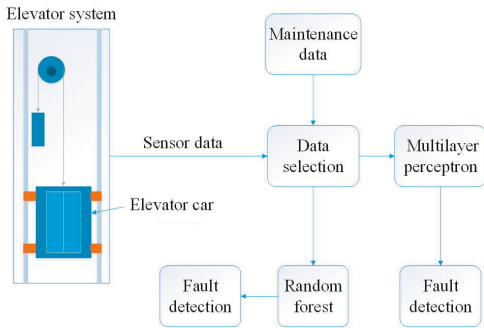 Elevator system
Maintenance
data
Sensor data
Data
selection
Multilayer
perceptron
Elevator car
Fault
detection
Random
forest
Fault
detection